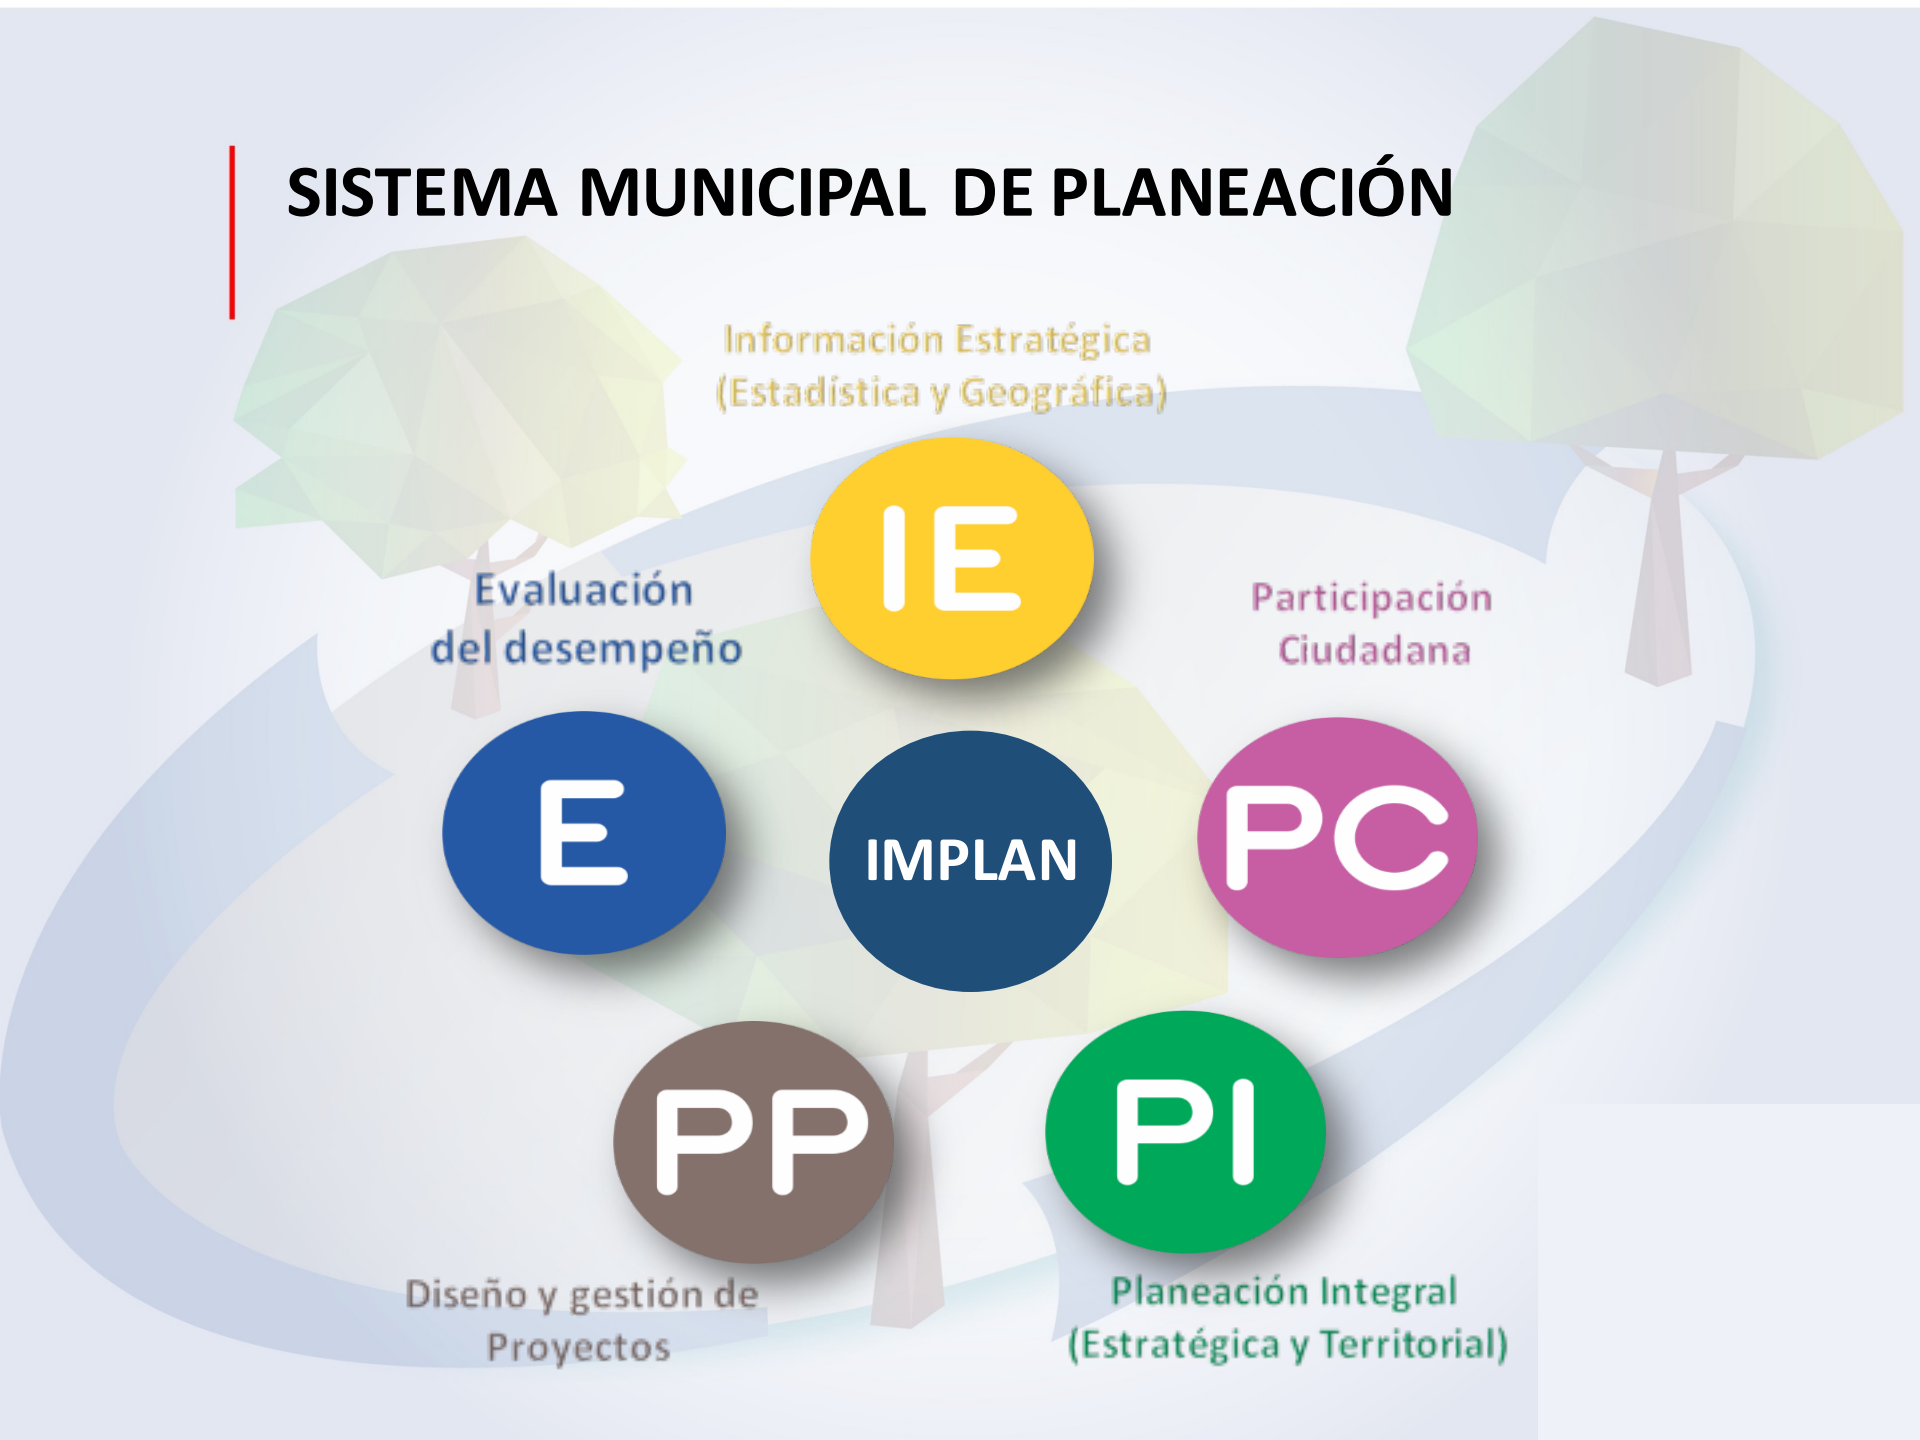 SISTEMA MUNICIPAL DE PLANEACIÓN
Información Estratégica
(Estadística y Geográfica)
IE
Evaluación
del desempeño
Participación
Ciudadana
E
IMPLAN
PC
PP
PI
Diseño y gestión de
Proyectos
Planeación Integral
(Estratégica y Territorial)